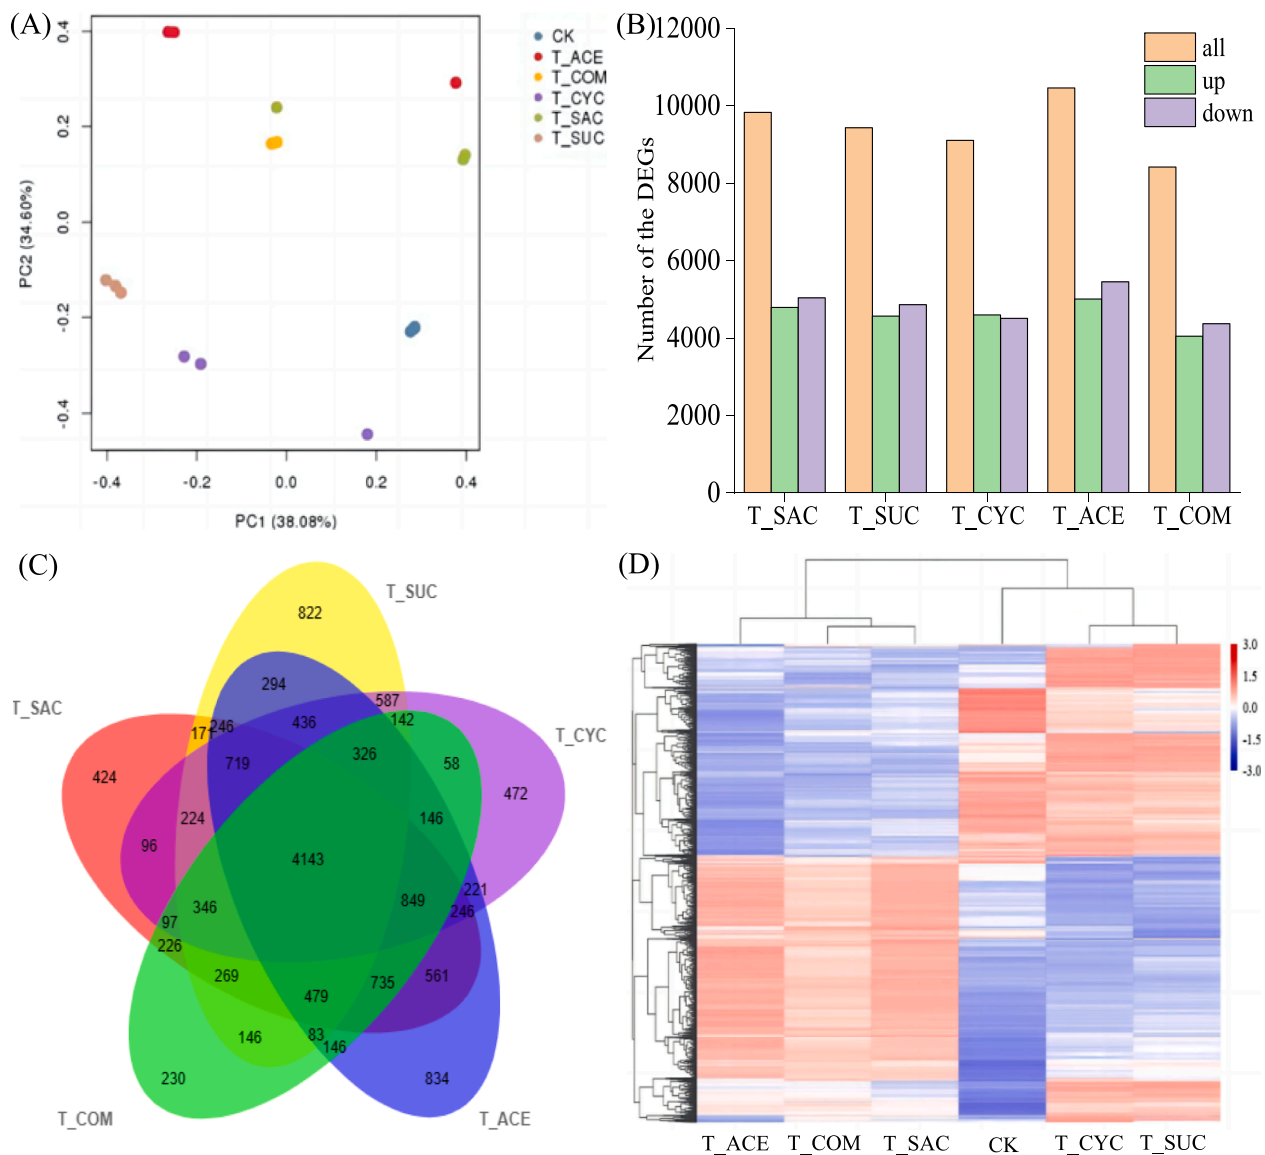 (A)
CK
T_ACE
T_COM
T_CYC
T_SAC
T_SUC
0.4
0.2
0.0
-0.2
-0.4
PC2 (34.60%)
-0.4 -0.2 0.0 0.2 0.4
PC1 (38.08%)
(B)
12000
10000
8000
6000
4000
2000
0
Number of the DEGs
all
up
down
T_SAC T_SUC T_CYC T_ACE T_COM
(C)
T_SUC
822
294
T_SAC
587
171 246 436 142
T_CYC
326
719 58
424
472
224 146
96
4143
221
346 849 246
97
226
269 735 561
479
146 83 146
230 834
T_COM T_ACE
(D)
3.0
1.5
0.0
-1.5
-3.0
T_ACE T_COM T_SAC CK T_CYC T_SUC